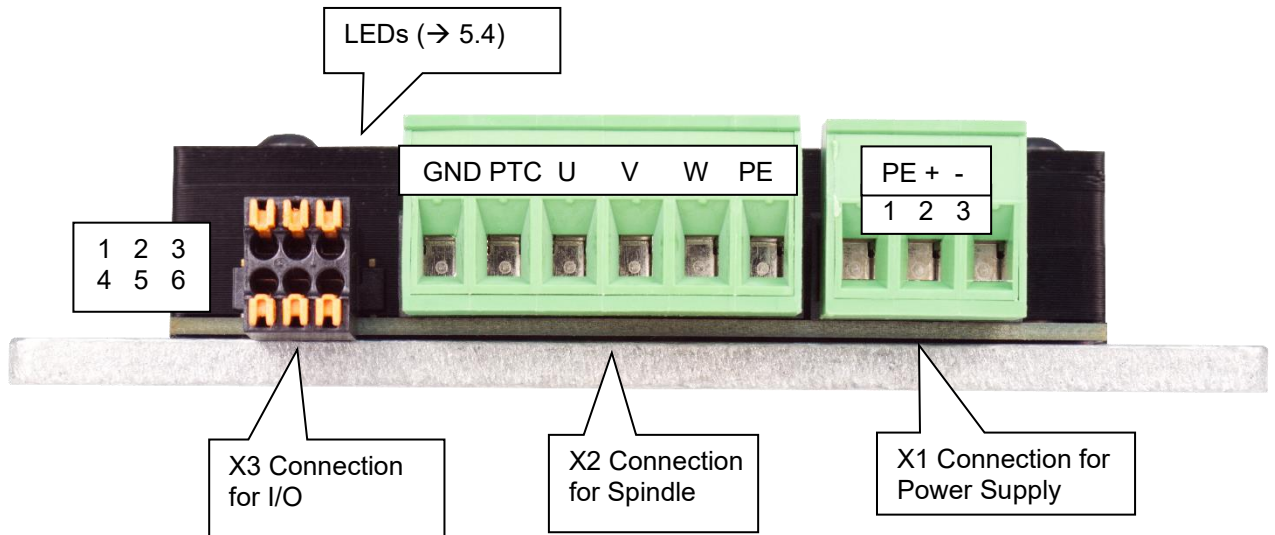 LEDs (→ 5.4)
GND PTC U V W PE
PE + -
1 2 3
1 2 3
4 5 6
X3 Connection
for I/O
X2 Connection
for Spindle
X1 Connection for
Power Supply